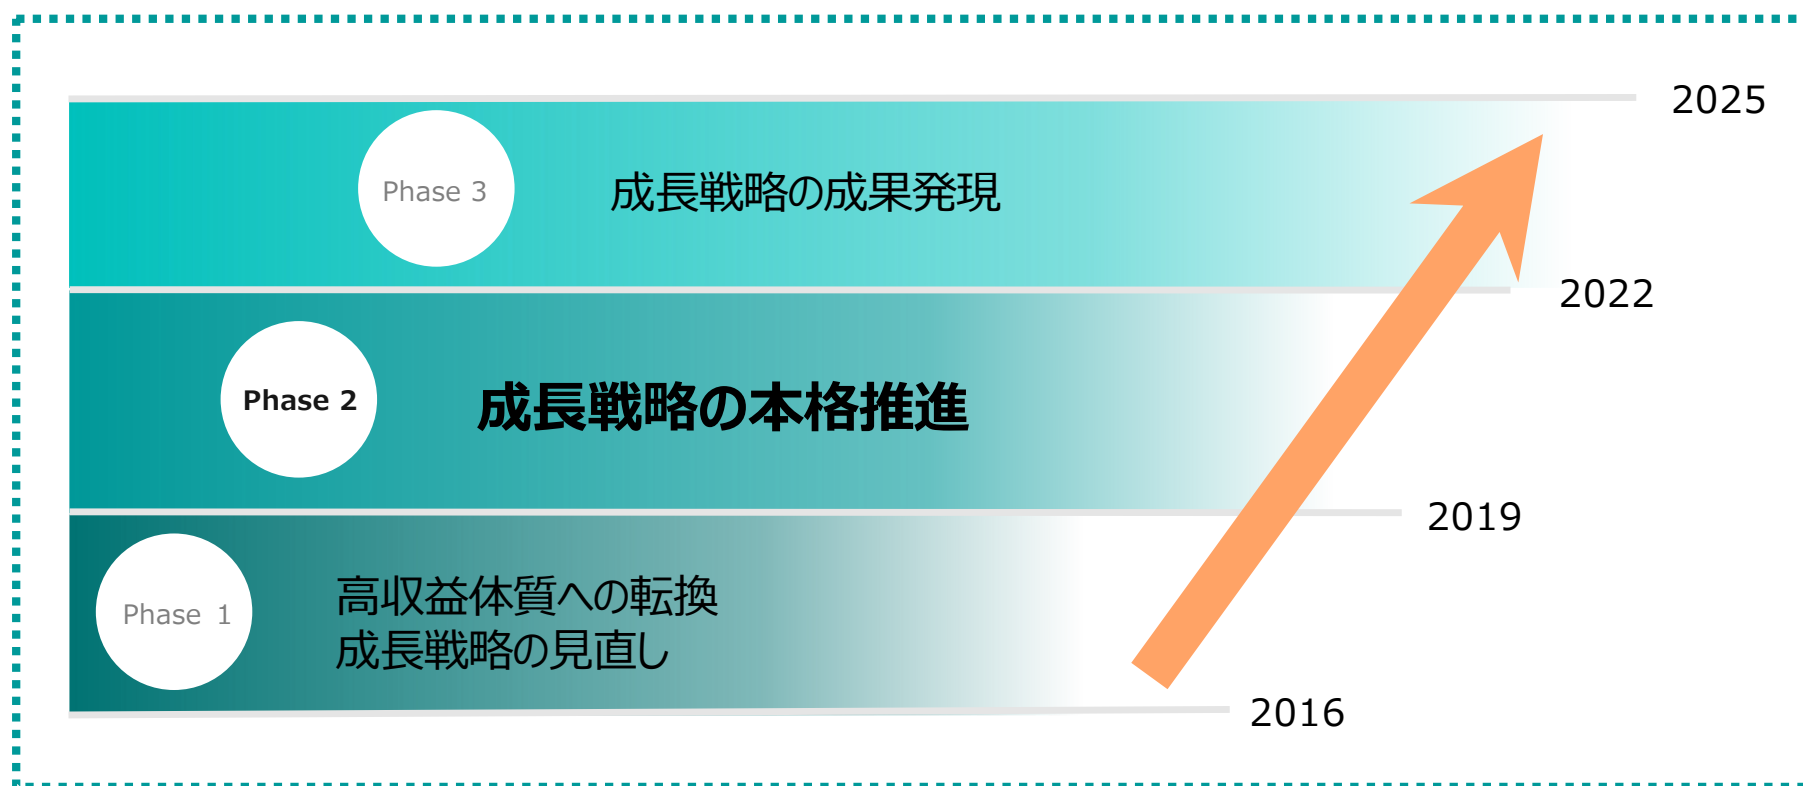 2025
Phase 3
成長戦略の成果発現
2022
Phase 2
成長戦略の本格推進
2019
Phase 1
高収益体質への転換
成長戦略の見直し
2016